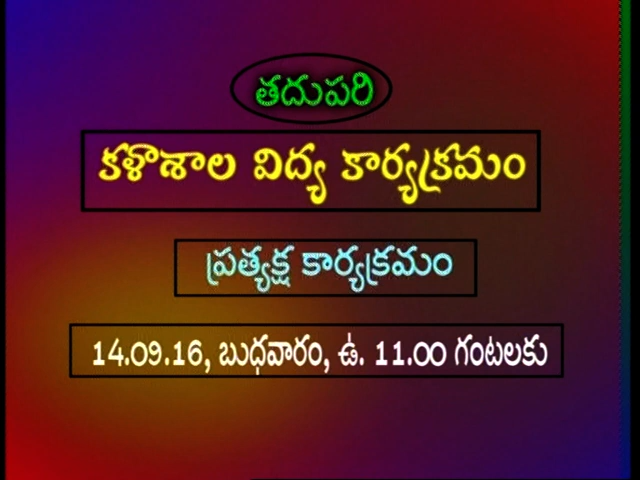 తదుపరి
కళాశాల విద్య కార్యక్రమం
ప్రత్యక్ష కార్యక్రమం
14.09.16, బుధవారం, ఉ. 11.00 గంటలకు